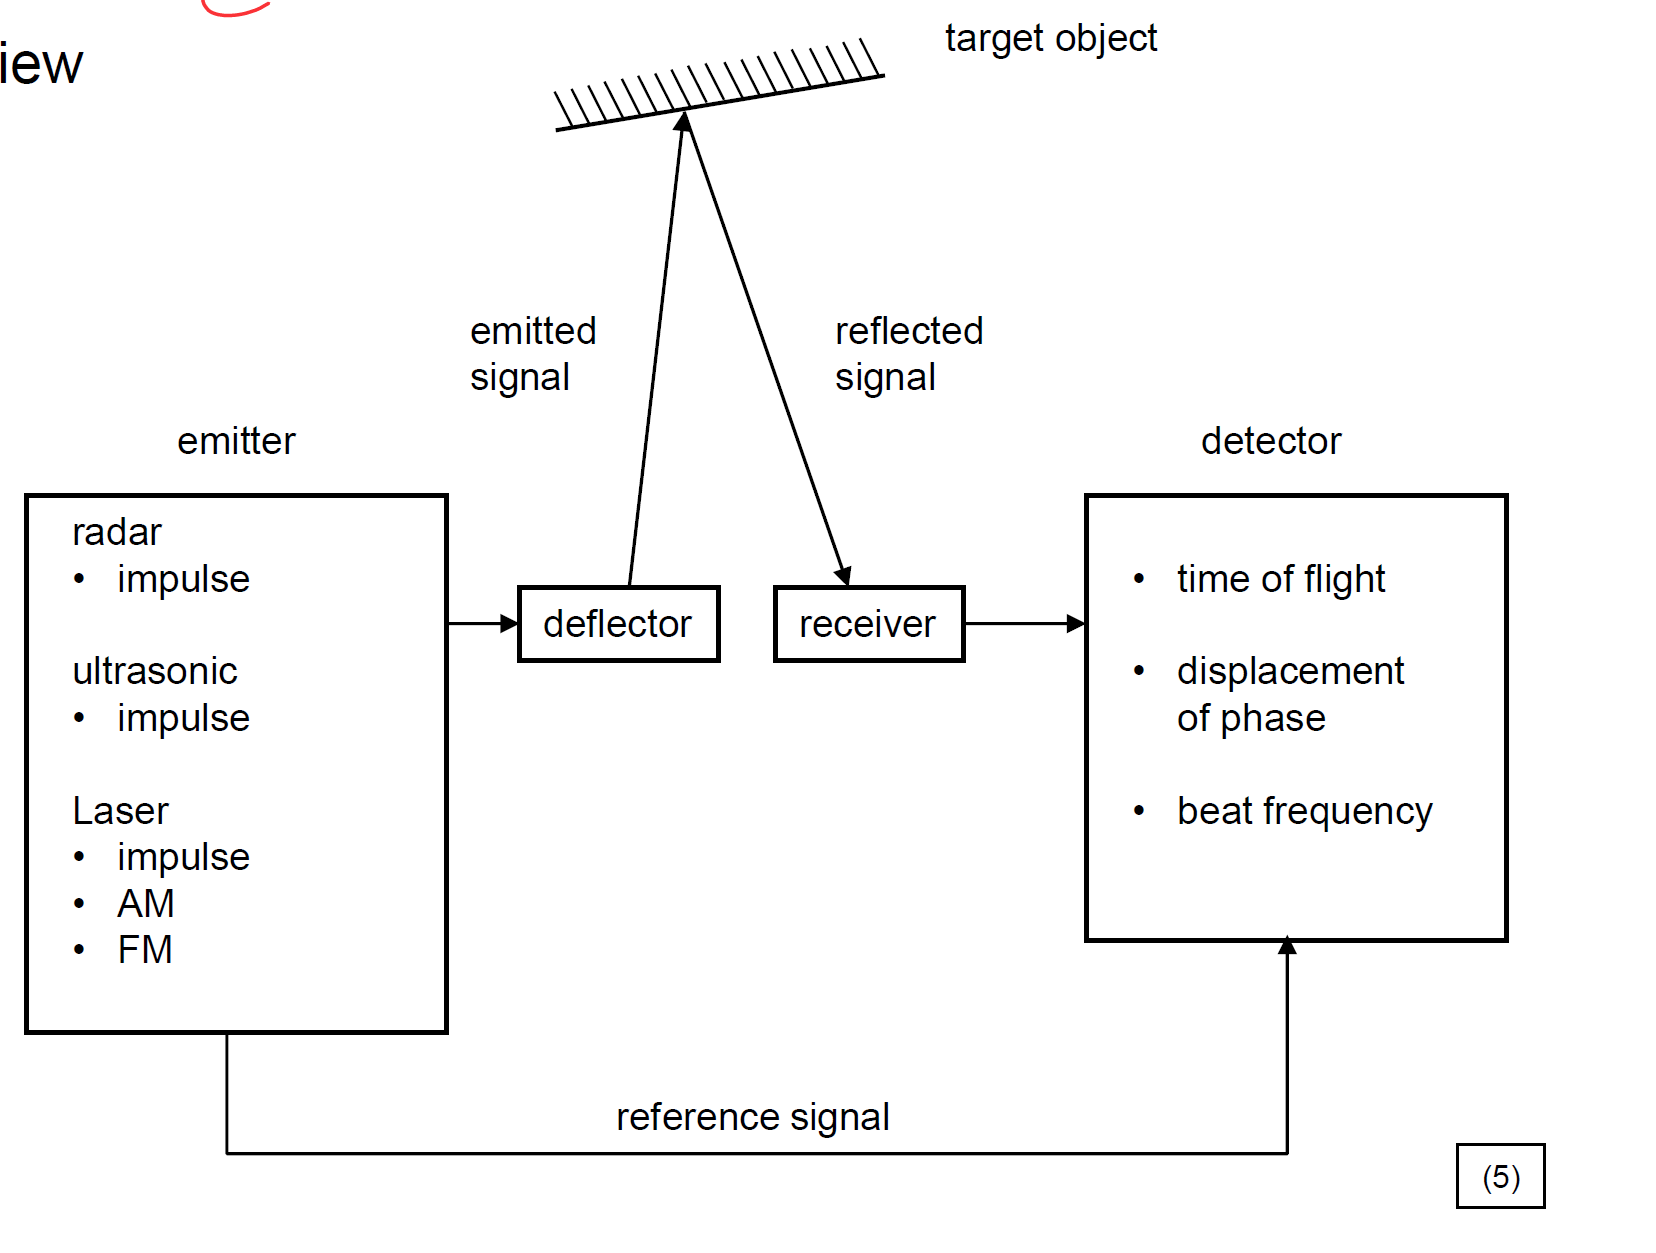 iew
target object
emitted
signal
reflected
signal
emitter
detector
radar
• impulse
ultrasonic
• impulse
Laser
• impulse
• AM
• FM
deflector
receiver
• time of flight
• displacement
of phase
• beat frequency
reference signal
(5)